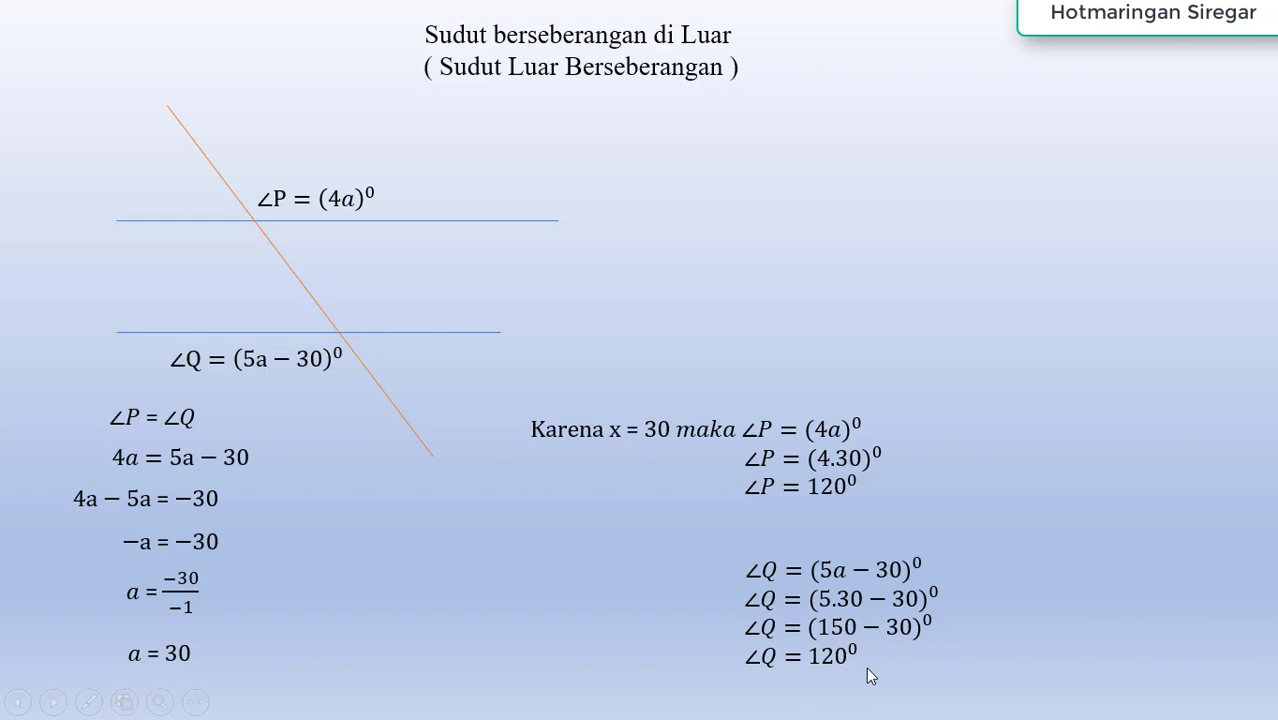 Hotmaringan Siregar
Sudut berseberangan di Luar
( Sudut Luar Berseberangan )
∠P = (4a)⁰
∠Q = (5a − 30)⁰
∠P = ∠Q
4a = 5a − 30
4a − 5a = −30
−a = −30
a = −30/−1
a = 30
Karena x = 30 maka ∠P = (4a)⁰
∠P = (4.30)⁰
∠P = 120⁰
∠Q = (5a − 30)⁰
∠Q = (5.30 − 30)⁰
∠Q = (150 − 30)⁰
∠Q = 120⁰